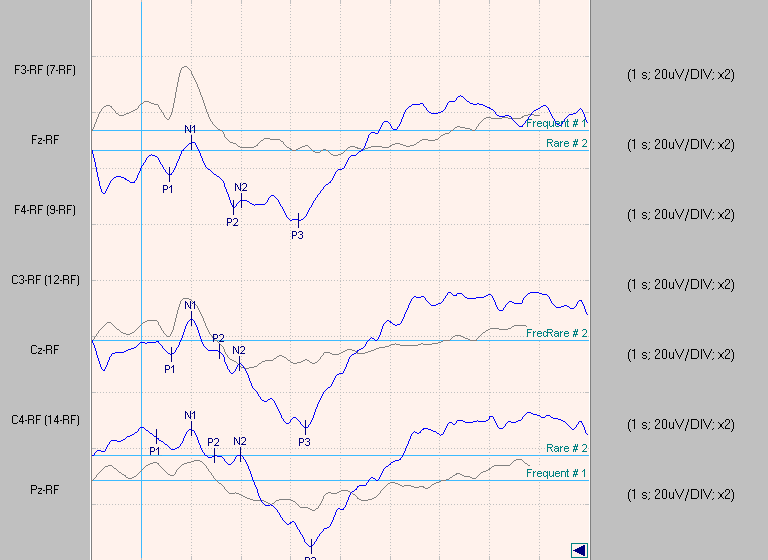 F3-RF (7-RF) (1 s; 20uV/DIV; x2)
Frequent # 1
N1
Fz-RF Rare # 2 (1 s; 20uV/DIV; x2)
P1 N2
F4-RF (9-RF) P2 (1 s; 20uV/DIV; x2)
P3
C3-RF (12-RF) (1 s; 20uV/DIV; x2)
N1
P2 Rare # 2
Cz-RF N2 (1 s; 20uV/DIV; x2)
P1
C4-RF (14-RF) N1 (1 s; 20uV/DIV; x2)
P2 N2 P3
P1 Rare # 2
Frequent # 1
Pz-RF (1 s; 20uV/DIV; x2)